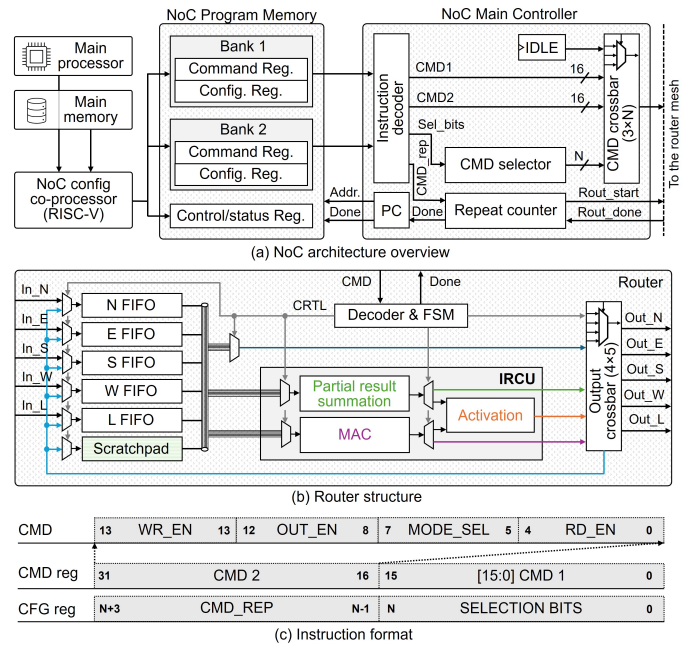 NoC Program Memory
NoC Main Controller
Main
processor
Main
memory
NoC config
co-processor
(RISC-V)
Bank 1
Command Reg.
Config. Reg.
Bank 2
Command Reg.
Config. Reg.
Control/status Reg.
Instruction
decoder
IDLE
CMD1
16
CMD2
16
Sel_bits
CMD_rep
CMD selector
N
CMD crossbar
(3×N)
To the router mesh
Addr.
Done
PC
Done
Repeat counter
Rout_start
Rout_done
(a) NoC architecture overview
In_N
In_E
In_S
In_W
In_L
N FIFO
E FIFO
S FIFO
W FIFO
L FIFO
Scratchpad
CMD
Done
Router
CRTL
Decoder & FSM
IRCU
Partial result
summation
MAC
Activation
Output
crossbar (4×5)
Out_N
Out_E
Out_S
Out_W
Out_L
(b) Router structure
CMD 13 WR_EN 13 12 OUT_EN 8 7 MODE_SEL 5 4 RD_EN 0
CMD reg 31 CMD 2 16 15 [15:0] CMD 1 0
CFG reg N+3 CMD_REP N-1 N SELECTION BITS 0
(c) Instruction format